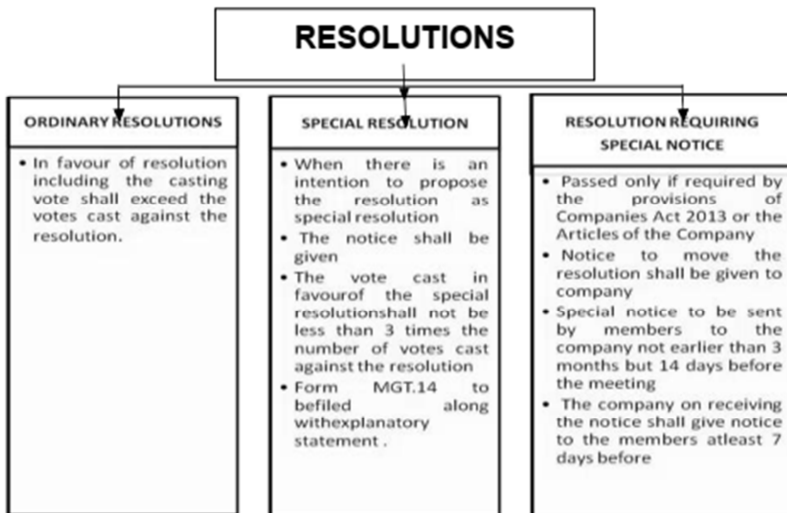 RESOLUTIONS
ORDINARY RESOLUTIONS
• In favour of resolution
including the casting
vote shall exceed the
votes cast against the
resolution.
SPECIAL RESOLUTION
• When there is an
intention to propose
the resolution as
special resolution
• The notice shall be
given
• The vote cast in
favourof the special
resolutionshall not be
less than 3 times the
number of votes cast
against the resolution
• Form MGT.14 to
befiled along
withexplanatory
statement .
RESOLUTION REQUIRING
SPECIAL NOTICE
• Passed only if required by
the provisions of
Companies Act 2013 or the
Articles of the Company
• Notice to move the
resolution shall be given to
company
• Special notice to be sent
by members to the
company not earlier than 3
months but 14 days before
the meeting
• The company on receiving
the notice shall give notice
to the members atleast 7
days before